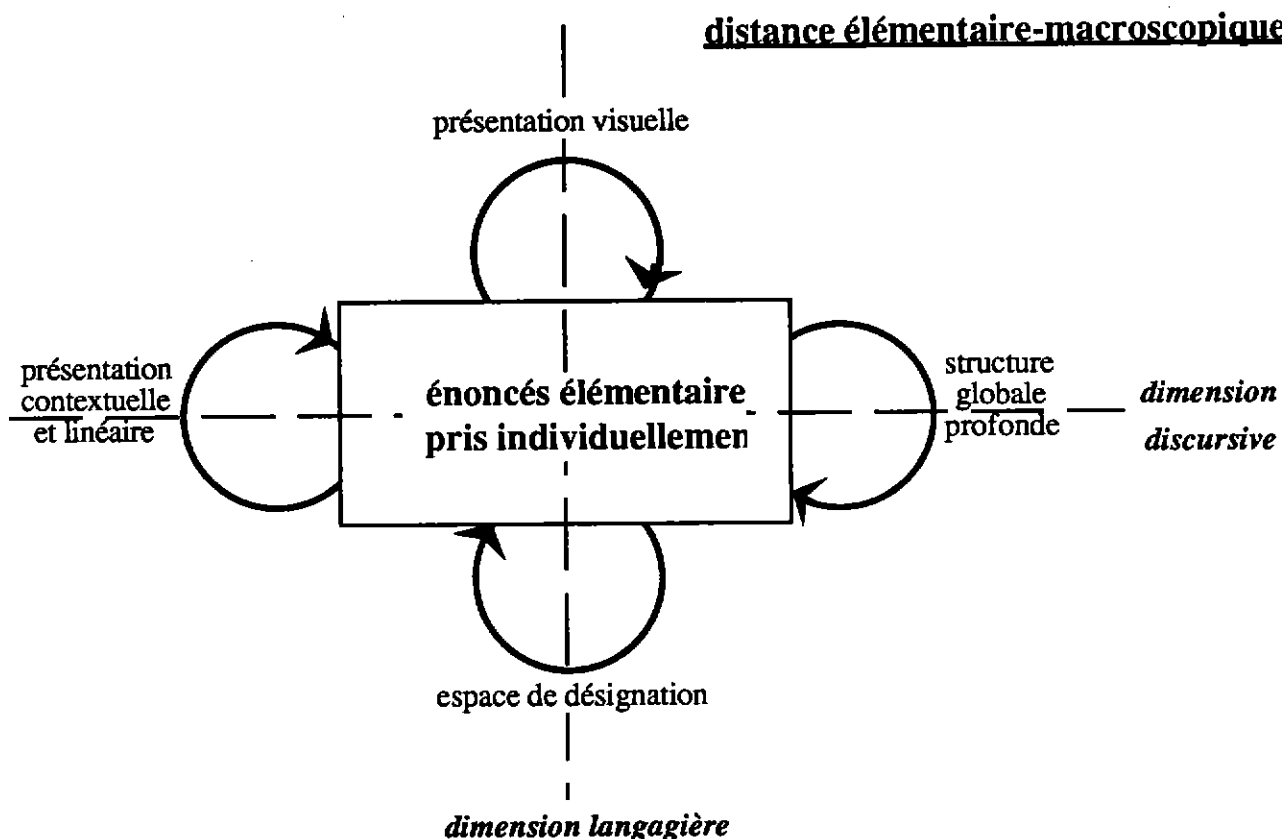 distance élémentaire-macroscopique
présentation visuelle
présentation
contextuelle
et linéaire
énoncés élémentaire
pris individuellemen
structure
globale
profonde
dimension
discursive
espace de désignation
dimension langagière